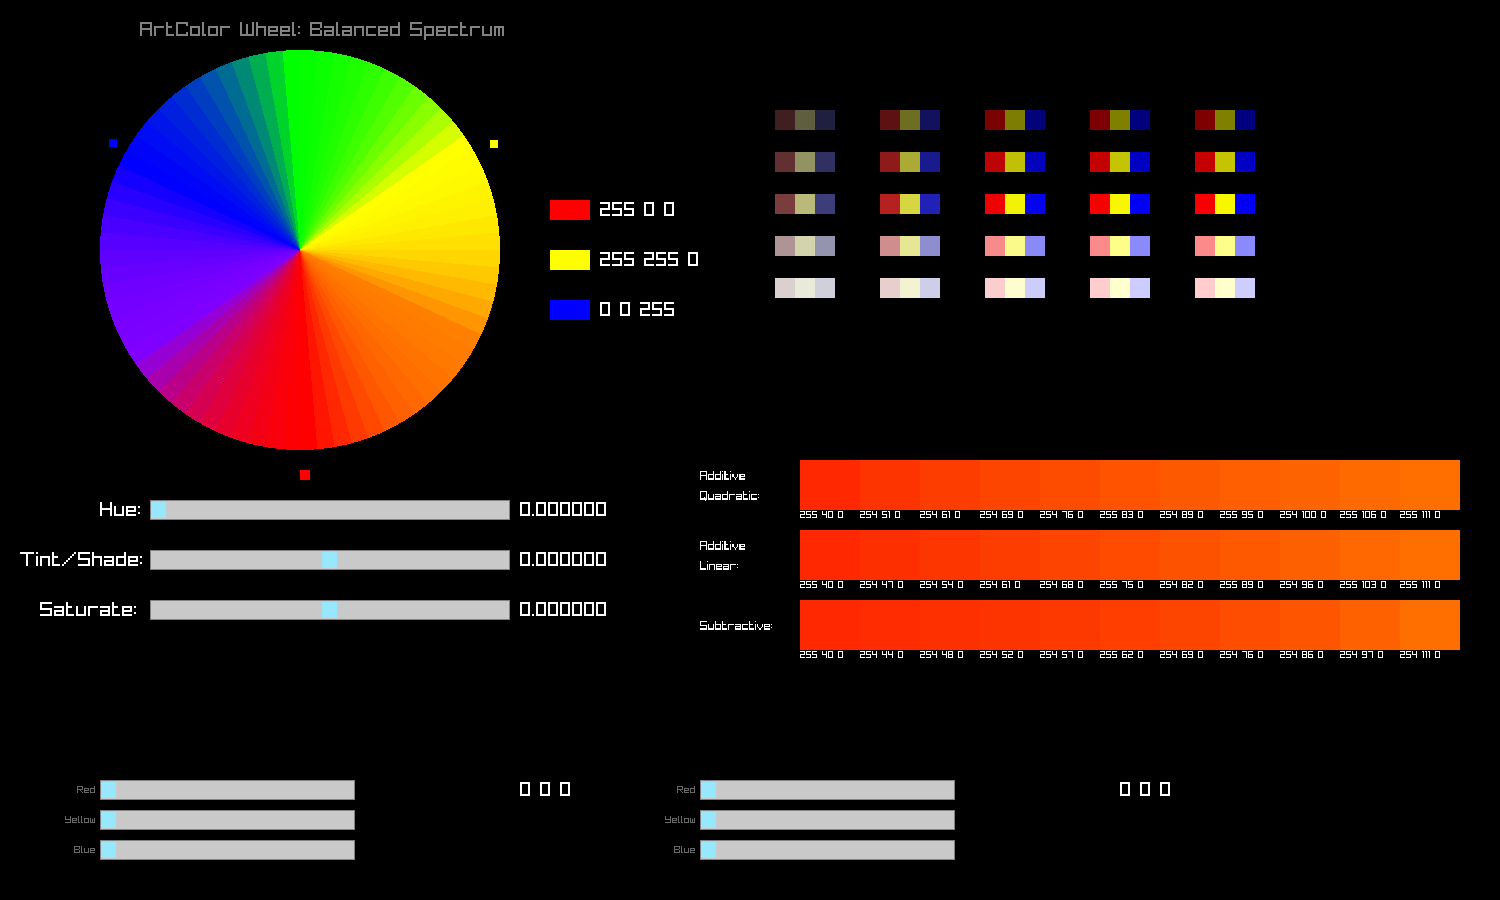 ArtColor Wheel: Balanced Spectrum
255 0 0
255 255 0
0 0 255
Hue: 0.000000
Tint/Shade: 0.000000
Saturate: 0.000000
Additive
Quadratic:
255 40 0 254 51 0 254 61 0 254 69 0 254 76 0 255 83 0 254 89 0 255 95 0 254 100 0 255 106 0 255 111 0
Additive
Linear:
255 40 0 254 47 0 254 54 0 254 61 0 254 68 0 255 75 0 254 82 0 255 89 0 254 96 0 255 103 0 255 111 0
Subtractive:
255 40 0 254 44 0 254 48 0 254 52 0 254 57 0 255 62 0 254 69 0 254 76 0 254 86 0 254 97 0 254 111 0
Red 0 0 0
Yellow
Blue
Red 0 0 0
Yellow
Blue